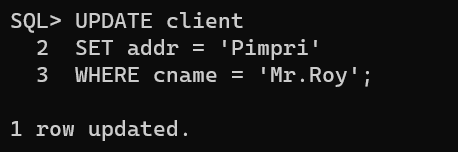 SQL> UPDATE client
  2  SET addr = 'Pimpri'
  3  WHERE cname = 'Mr.Roy';

1 row updated.